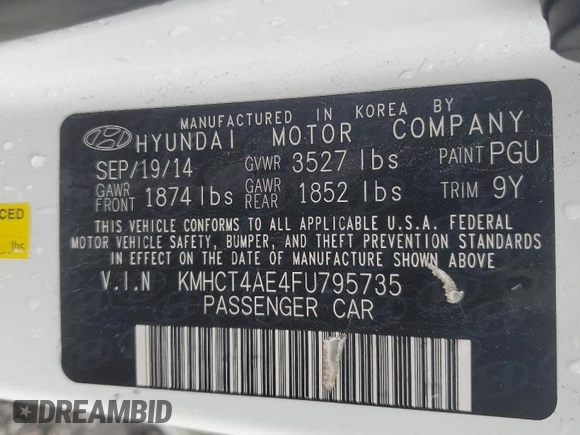 MANUFACTURED IN KOREA BY
HYUNDAI MOTOR COMPANY
SEP/19/14 GVWR 3527 lbs PAINT PGU
GAWR FRONT 1874 lbs GAWR REAR 1852 lbs TRIM 9Y
THIS VEHICLE CONFORMS TO ALL APPLICABLE U.S.A. FEDERAL
MOTOR VEHICLE SAFETY, BUMPER, AND THEFT PREVENTION STANDARDS
IN EFFECT ON THE DATE OF MANUFACTURE SHOWN ABOVE
V.I.N KMHCT4AE4FU795735
PASSENGER CAR
lbs
DREAMBID